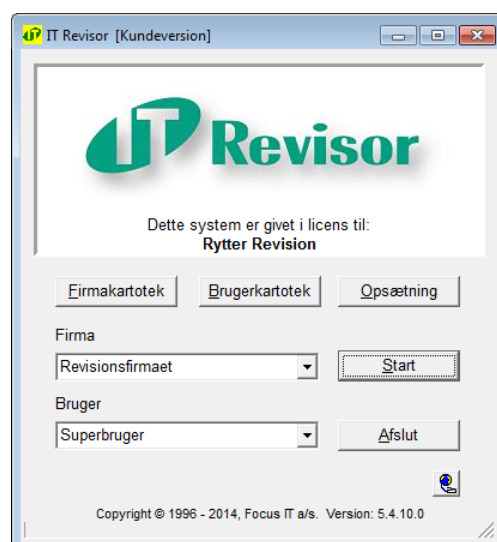 IT Revisor [Kundeversion]
IT Revisor
Dette system er givet i licens til:
Rytter Revision
Firmakartotek Brugerkartotek Opsætning
Firma
Revisionsfirmaet Start
Bruger
Superbruger Afslut
Copyright © 1996 - 2014, Focus IT a/s. Version: 5.4.10.0